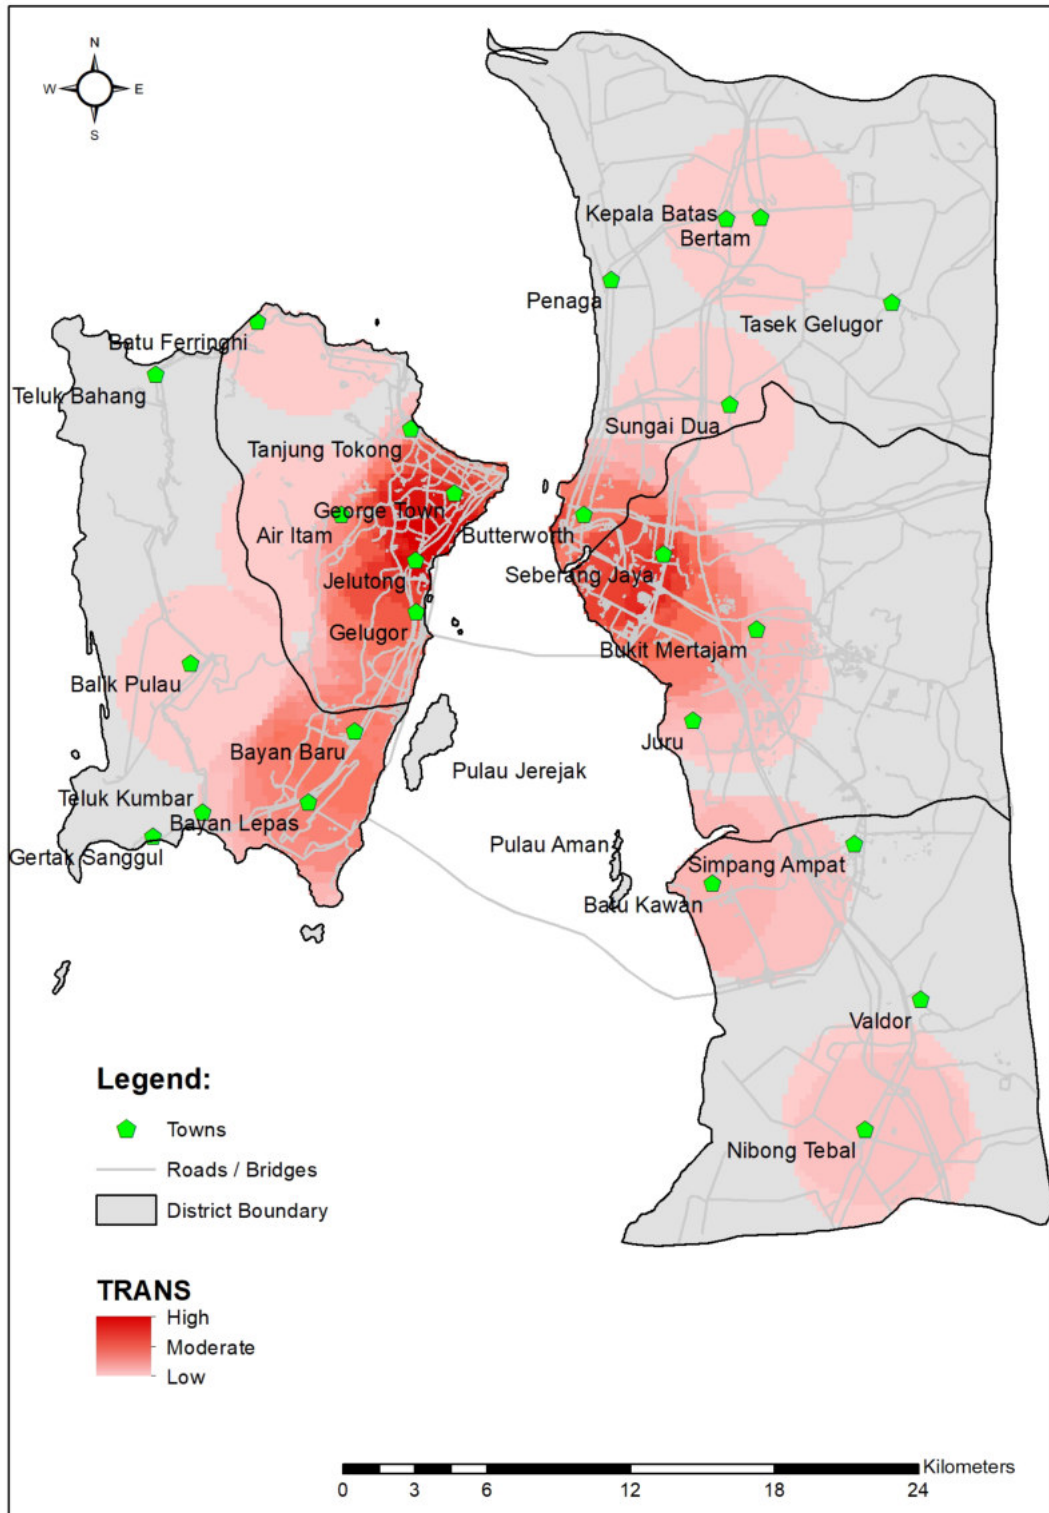 N
W
E
S
Kepala Batas
Bertam
Penaga
Tasek Gelugor
Batu Ferringhi
Teluk Bahang
Sungai Dua
Tanjung Tokong
George Town
Air Itam
Butterworth
Jelutong
Seberang Jaya
Gelugor
Bukit Mertajam
Balik Pulau
Juru
Bayan Baru
Pulau Jerejak
Teluk Kumbar
Bayan Lepas
Gertak Sanggul
Pulau Aman
Simpang Ampat
Batu Kawan
Valdor
Nibong Tebal
Legend:
Towns
Roads / Bridges
District Boundary
TRANS
High
Moderate
Low
Kilometers
0 3 6 12 18 24